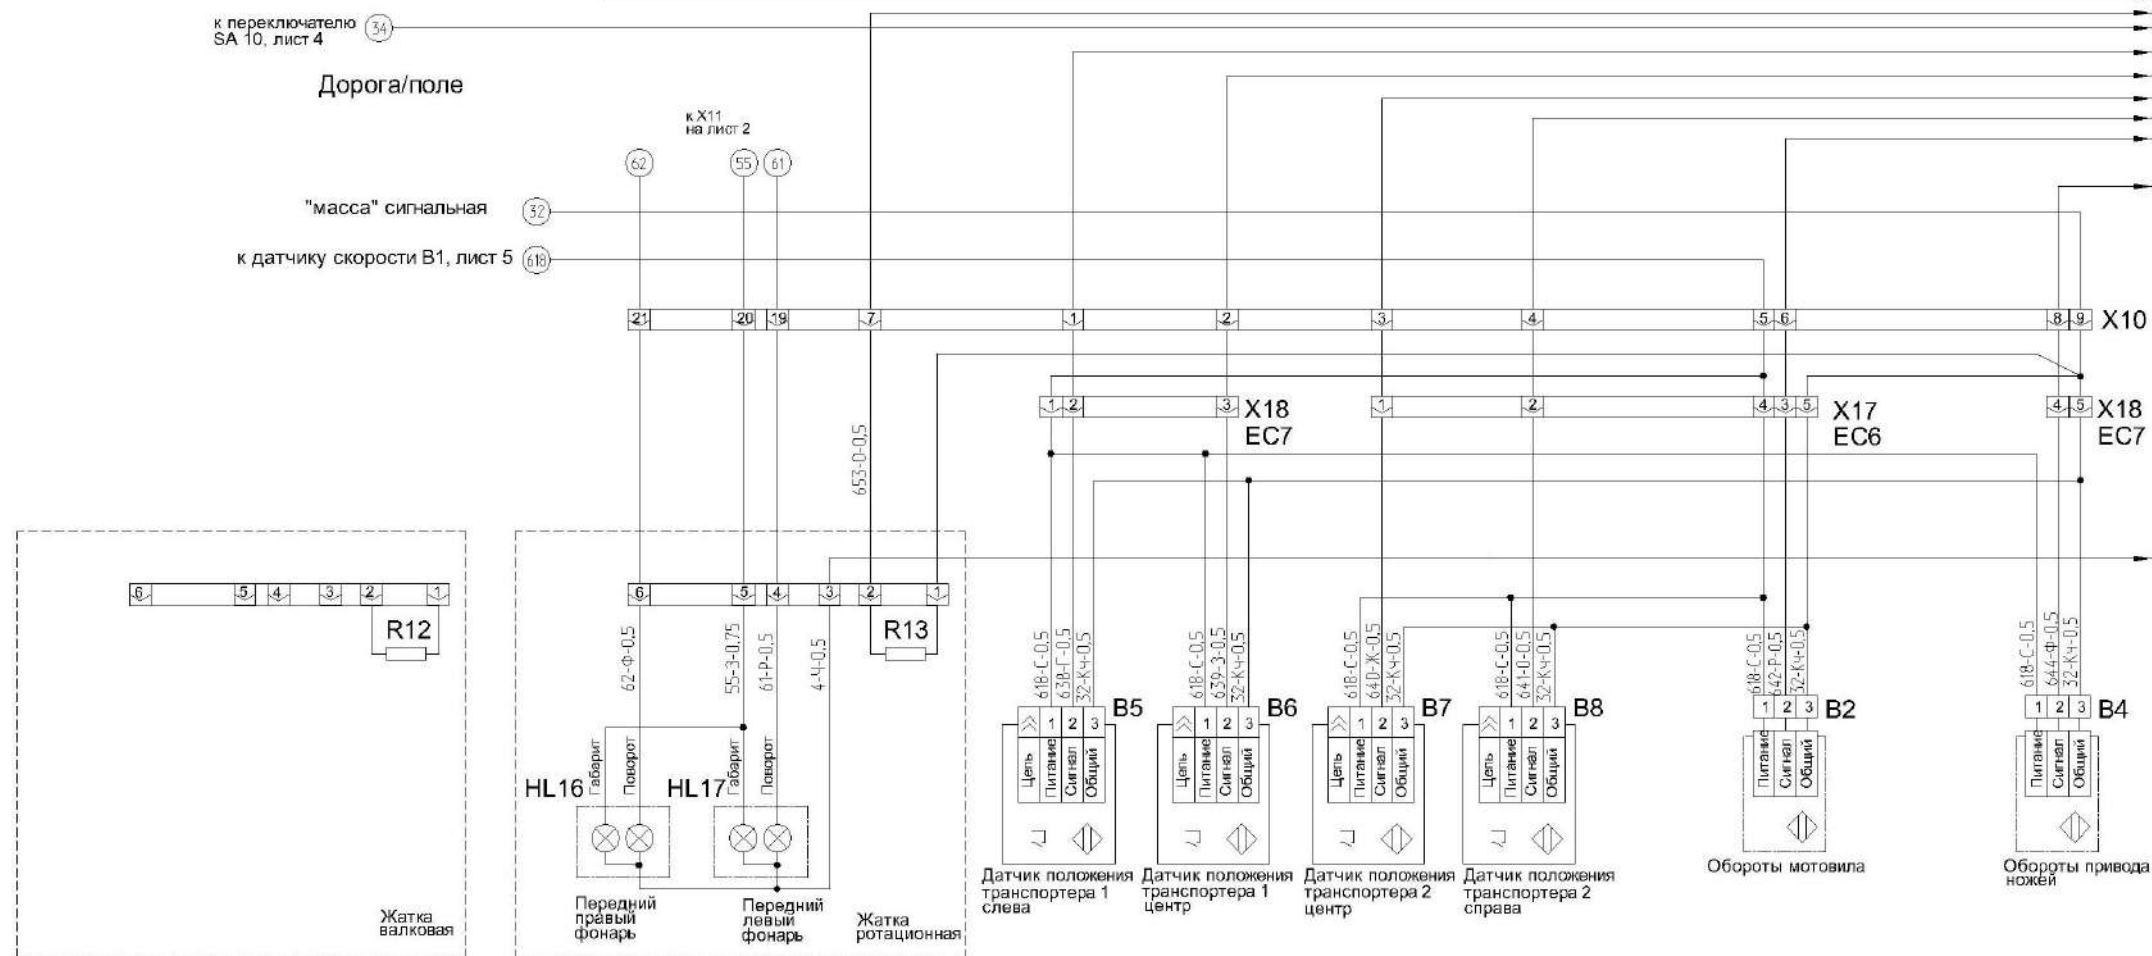 к переключателю
SA 10, лист 4
34
Дорога/поле
к X11
на лист 2
62
55
61
"масса" сигнальная
32
к датчику скорости B1, лист 5
618
21 20 19 7 1 2 3 4 5 6 8 9
X10
1 2 3
X18
EC7
1 2 4 3 5
X17
EC6
4 5
X18
EC7
653-О-0,5
6 5 4 3 2 1
R12
Жатка
валковая
6 5 4 3 2 1
R13
62-Ф-0,5
55-З-0,75
61-Р-0,5
4-Ч-0,5
HL16
Габарит
Поворот
HL17
Габарит
Поворот
Передний
правый
фонарь
Передний
левый
фонарь
Жатка
ротационная
618-С-0,5
638-Г-0,5
32-Кч-0,5
1 2 3
B5
Цепь
Питание
Сигнал
Общий
Датчик положения
транспортера 1
слева
618-С-0,5
639-З-0,5
32-Кч-0,5
1 2 3
B6
Цепь
Питание
Сигнал
Общий
Датчик положения
транспортера 1
центр
618-С-0,5
640-Ж-0,5
32-Кч-0,5
1 2 3
B7
Цепь
Питание
Сигнал
Общий
Датчик положения
транспортера 2
центр
618-С-0,5
641-О-0,5
32-Кч-0,5
1 2 3
B8
Цепь
Питание
Сигнал
Общий
Датчик положения
транспортера 2
справа
618-С-0,5
642-Р-0,5
32-Кч-0,5
1 2 3
B2
Питание
Сигнал
Общий
Обороты мотовила
618-С-0,5
644-Ф-0,5
32-Кч-0,5
1 2 3
B4
Питание
Сигнал
Общий
Обороты привода
ножей